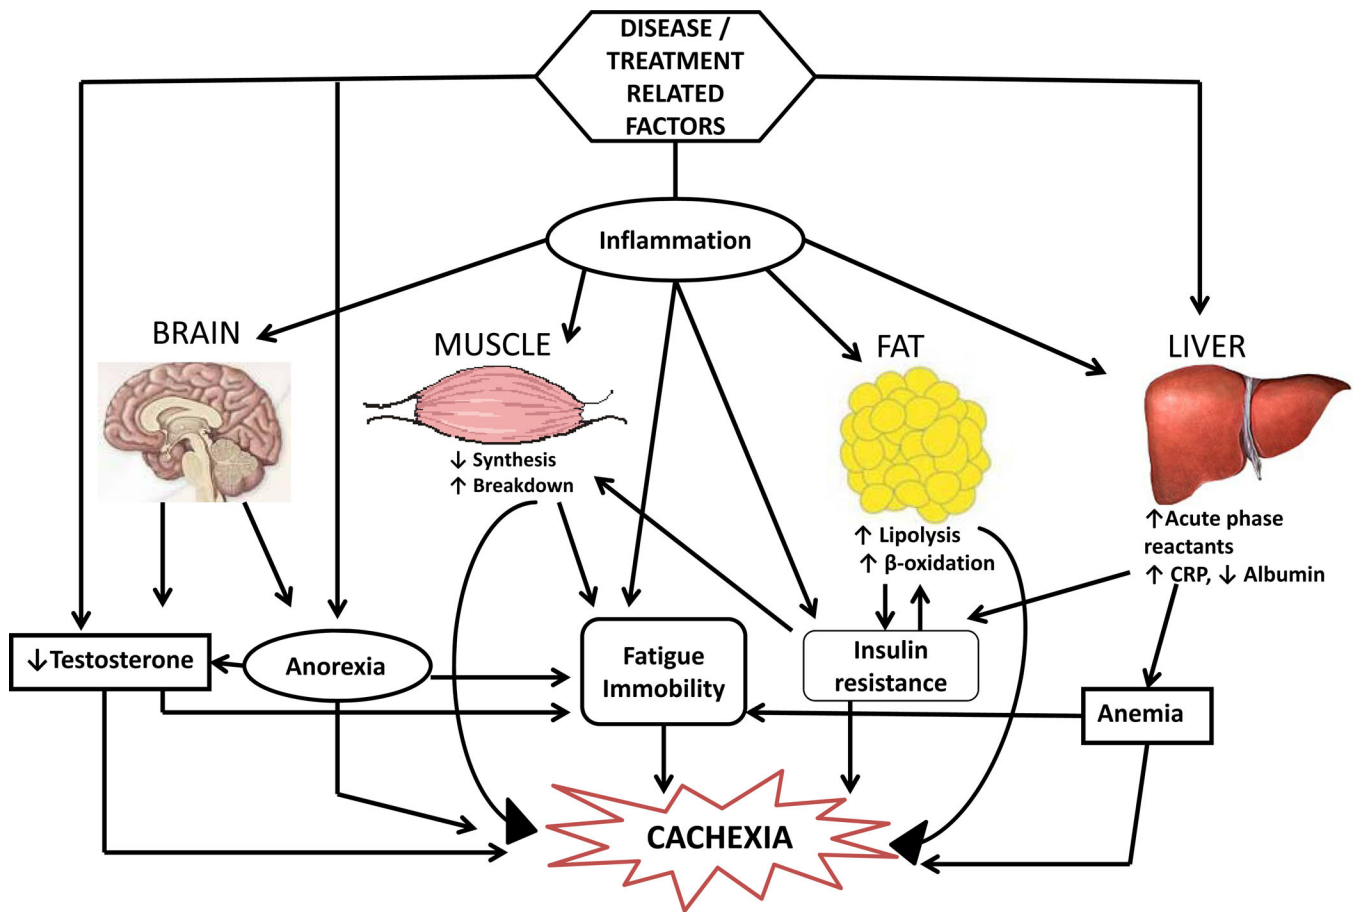 DISEASE /
TREATMENT
RELATED
FACTORS
Inflammation
BRAIN
MUSCLE
FAT
LIVER
↓ Synthesis
↑ Breakdown
↑ Lipolysis
↑ β-oxidation
↑Acute phase
reactants
↑ CRP, ↓ Albumin
↓Testosterone
Anorexia
Fatigue
Immobility
Insulin
resistance
Anemia
CACHEXIA